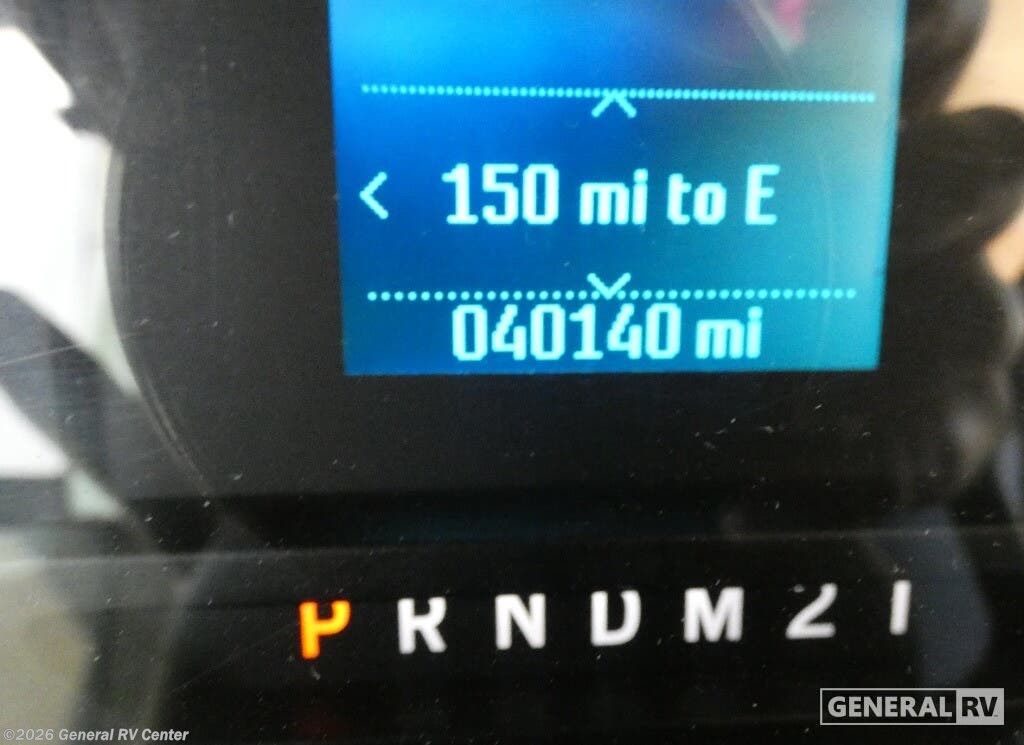 < 150 mi to E
040140 mi
P R N D M 2 1
GENERAL RV
©2026 General RV Center